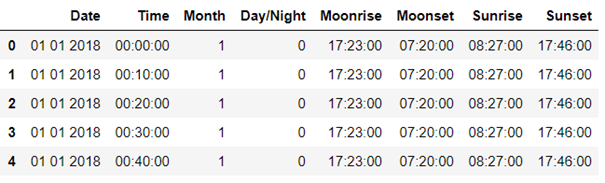 Date Time Month Day/Night Moonrise Moonset Sunrise Sunset
0 01 01 2018 00:00:00 1 0 17:23:00 07:20:00 08:27:00 17:46:00
1 01 01 2018 00:10:00 1 0 17:23:00 07:20:00 08:27:00 17:46:00
2 01 01 2018 00:20:00 1 0 17:23:00 07:20:00 08:27:00 17:46:00
3 01 01 2018 00:30:00 1 0 17:23:00 07:20:00 08:27:00 17:46:00
4 01 01 2018 00:40:00 1 0 17:23:00 07:20:00 08:27:00 17:46:00